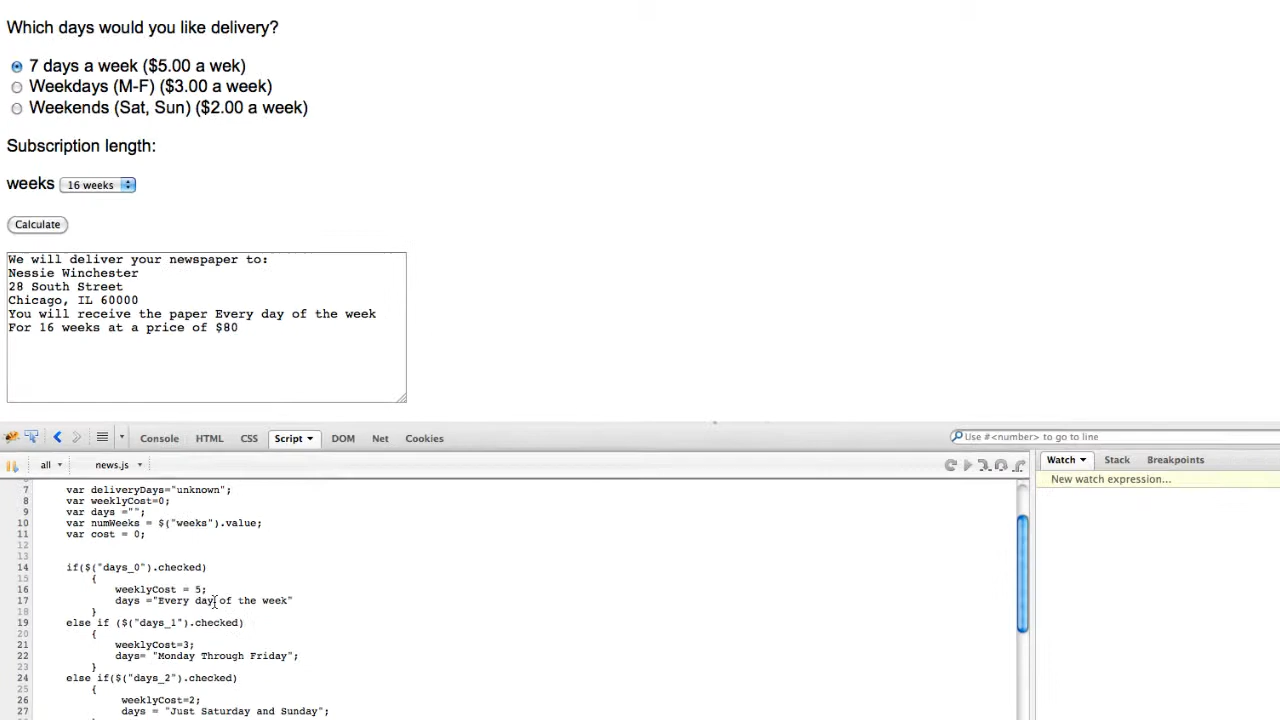 Which days would you like delivery?
7 days a week ($5.00 a wek)
Weekdays (M-F) ($3.00 a week)
Weekends (Sat, Sun) ($2.00 a week)
Subscription length:
weeks 16 weeks
Calculate
We will deliver your newspaper to:
Nessie Winchester
28 South Street
Chicago, IL 60000
You will receive the paper Every day of the week
For 16 weeks at a price of $80
Console HTML CSS Script DOM Net Cookies Use #<number> to go to line
all news.js Watch Stack Breakpoints
New watch expression...
7 var deliveryDays="unknown";
8 var weeklyCost=0;
9 var days ="";
10 var numWeeks = $("weeks").value;
11 var cost = 0;
12
13
14 if($("days_0").checked)
15 {
16 weeklyCost = 5;
17 days ="Every day of the week"
18 }
19 else if ($("days_1").checked)
20 {
21 weeklyCost=3;
22 days= "Monday Through Friday";
23 }
24 else if($("days_2").checked)
25 {
26 weeklyCost=2;
27 days = "Just Saturday and Sunday";